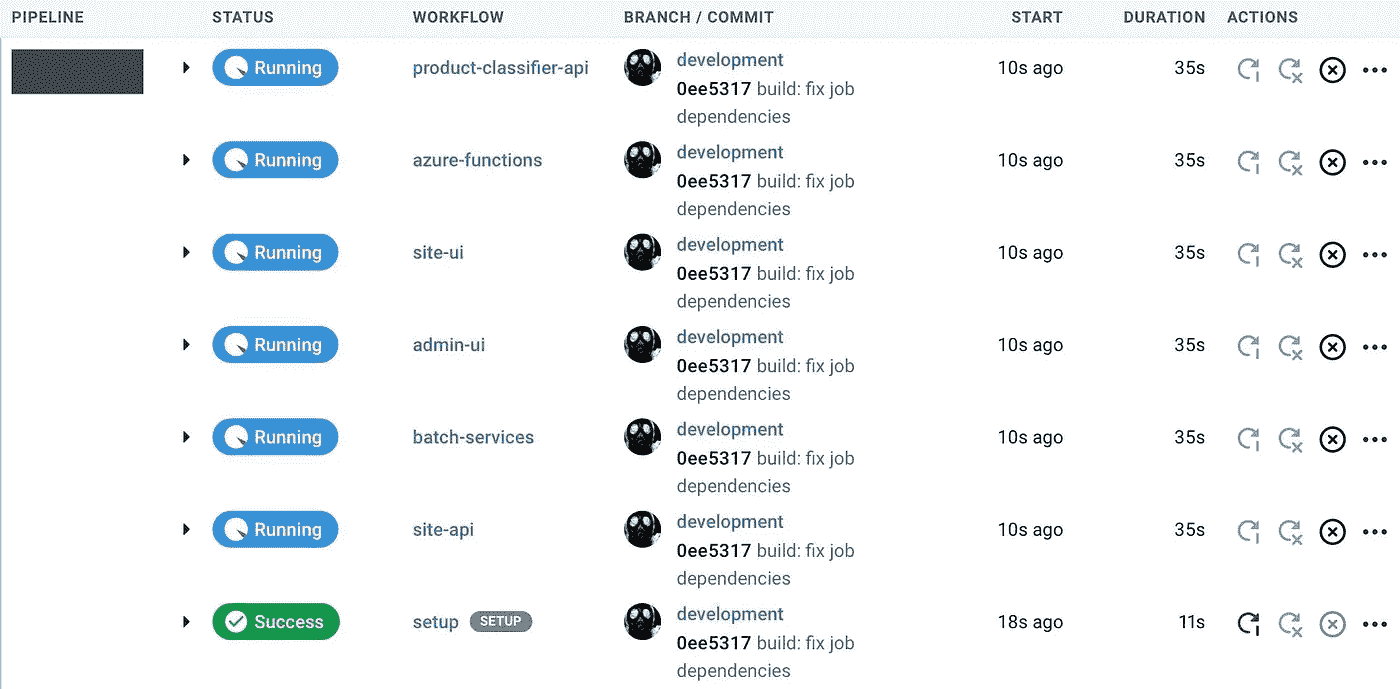 PIPELINE STATUS WORKFLOW BRANCH / COMMIT START DURATION ACTIONS
Running product-classifier-api development 10s ago 35s
0ee5317 build: fix job
dependencies
Running azure-functions development 10s ago 35s
0ee5317 build: fix job
dependencies
Running site-ui development 10s ago 35s
0ee5317 build: fix job
dependencies
Running admin-ui development 10s ago 35s
0ee5317 build: fix job
dependencies
Running batch-services development 10s ago 35s
0ee5317 build: fix job
dependencies
Running site-api development 10s ago 35s
0ee5317 build: fix job
dependencies
Success setup SETUP development 18s ago 11s
0ee5317 build: fix job
dependencies